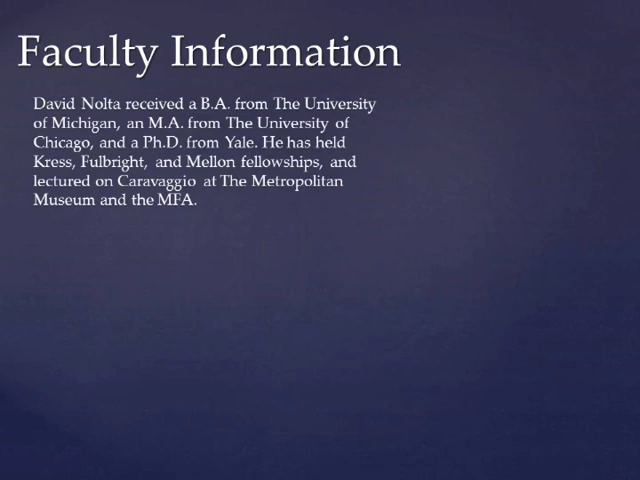 Faculty Information
David Nolta received a B.A. from The University
of Michigan, an M.A. from The University of
Chicago, and a Ph.D. from Yale. He has held
Kress, Fulbright, and Mellon fellowships, and
lectured on Caravaggio at The Metropolitan
Museum and the MFA.